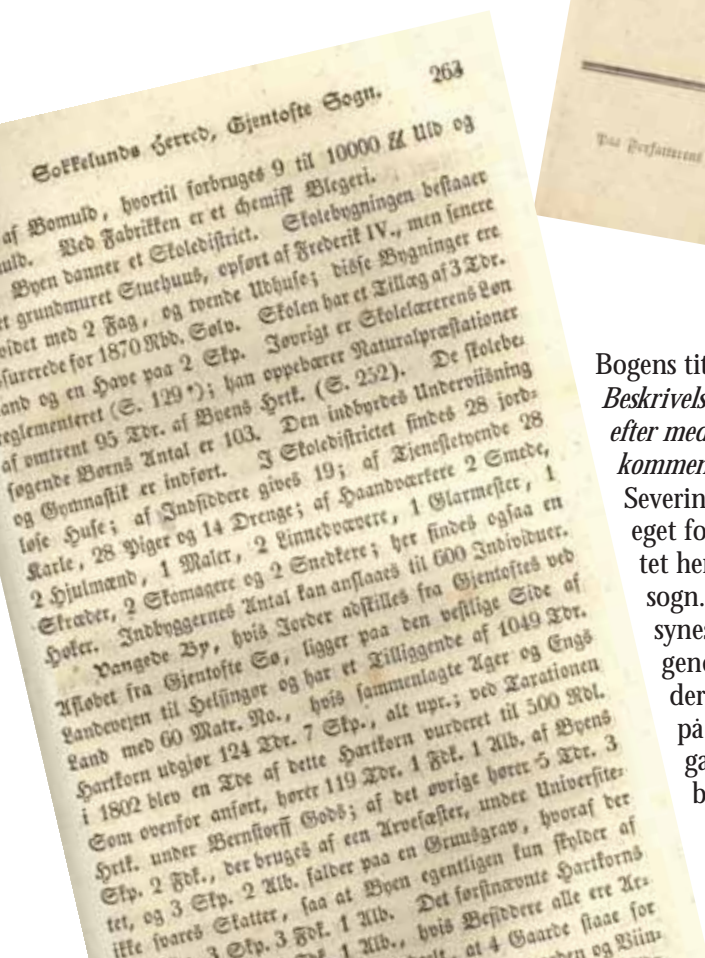 Sokkelunds Herred, Gjentofte Sogn. 263
af Bomuld, hvortil forbruges 9 til 10000 ℔ Uld og
uld. Ved Fabrikken er et chemisk Blegeri.
Byen danner et Skoledistrict. Skolebygningen bestaaer
et grundmuret Stuehuus, opført af Frederik IV., men senere
videt med 2 Fag, og tvende Udhuse; disse Bygninger ere
surerede for 1870 Rbd. Sølv. Skolen har et Tillæg af 3 Tdr.
and og en Have paa 2 Skp. Iøvrigt er Skolelærerens Løn
reglementeret (S. 129 *); han oppebærer Naturalpræstationer
af omtrent 95 Tdr. af Byens Hrtk. (S. 252). De skolebe-
søgende Børns Antal er 103. Den indbyrdes Underviisning
og Gymnastik er indført. I Skoledistrictet findes 28 jord-
løse Huse; af Indsiddere gives 19; af Tjenestetyende 28
Karle, 28 Piger og 14 Drenge; af Haandværkere 2 Smede,
2 Hjulmænd, 1 Maler, 2 Linnedvævere, 1 Glarmester, 1
Skræder, 2 Skomagere og 2 Snedkere; her findes ogsaa en
Høker. Indbyggernes Antal kan anslaaes til 600 Individuer.
Vangede By, hvis Jorder adskilles fra Gjentoftes ved
Afløbet fra Gjentofte Sø, ligger paa den vestlige Side af
Landevejen til Helsingør og har et Tilliggende af 1049 Tdr.
Land med 60 Matr. No., hvis sammenlagte Ager og Engs
Hartkorn udgjør 124 Tdr. 7 Skp., alt upr.; ved Taxationen
i 1802 blev en Tde af dette Hartkorn vurderet til 500 Rdl.
Som ovenfor anført, hører 119 Tdr. 1 Fdk. 1 Alb. af Byens
Hrtk. under Bernstorff Gods; af det øvrige hører 5 Tdr. 3
Skp. 2 Fdk., der bruges af een Arvefæster, under Universite-
tet, og 3 Skp. 2 Alb. falder paa en Gruusgrav, hvoraf der
ikke svares Skatter, saa at Byen egentligen kun skylder af
3 Skp. 3 Fdk. 1 Alb. Det førstnævnte Hartkorns
1 Fdk. 1 Alb., hvis Besiddere alle ere Ar-
at 4 Gaarde staae for
og Viin-
Paa Forfatterens
Bogens tit
Beskrivels
efter med
kommen
Severin
eget fo
tet her
sogn.
synes
gene
der
på
ga
b